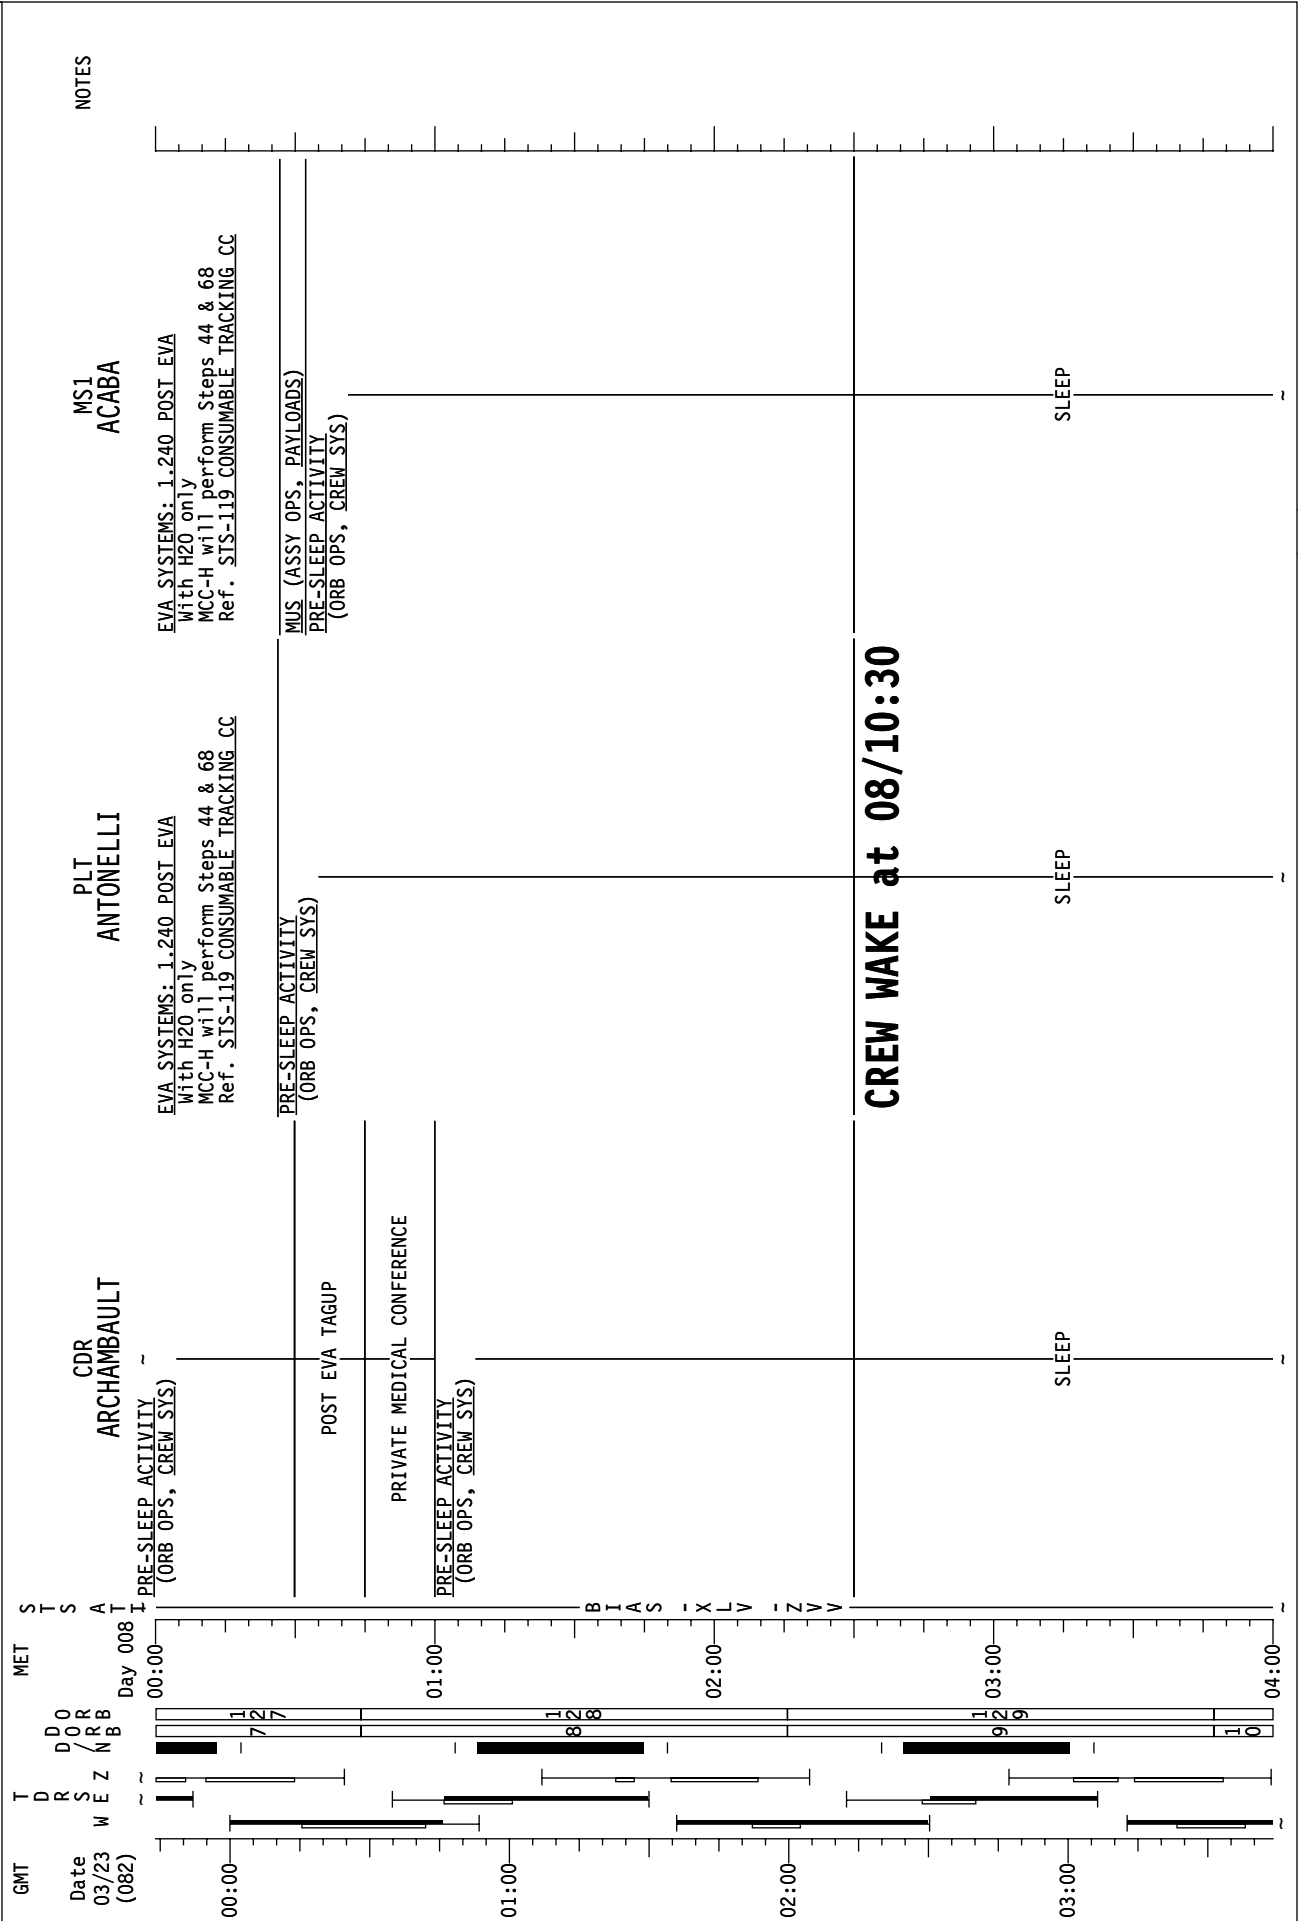 GMT
Date
03/23
(082)
00:00
01:00
02:00
03:00
T
D
R
S
W E Z
D
D O
/ R
N B
O
R
B
7
8
9
10
127
128
129
MET
Day 008
00:00
01:00
02:00
03:00
04:00
S
T
S
A
T
T
BIAS -XLV -ZVV
CDR
ARCHAMBAULT
PRE-SLEEP ACTIVITY
(ORB OPS, CREW SYS)
POST EVA TAGUP
PRIVATE MEDICAL CONFERENCE
PRE-SLEEP ACTIVITY
(ORB OPS, CREW SYS)
SLEEP
PLT
ANTONELLI
EVA SYSTEMS: 1.240 POST EVA
With H2O only
MCC-H will perform Steps 44 & 68
Ref. STS-119 CONSUMABLE TRACKING CC
PRE-SLEEP ACTIVITY
(ORB OPS, CREW SYS)
CREW WAKE at 08/10:30
SLEEP
MS1
ACABA
EVA SYSTEMS: 1.240 POST EVA
With H2O only
MCC-H will perform Steps 44 & 68
Ref. STS-119 CONSUMABLE TRACKING CC
MUS (ASSY OPS, PAYLOADS)
PRE-SLEEP ACTIVITY
(ORB OPS, CREW SYS)
SLEEP
NOTES